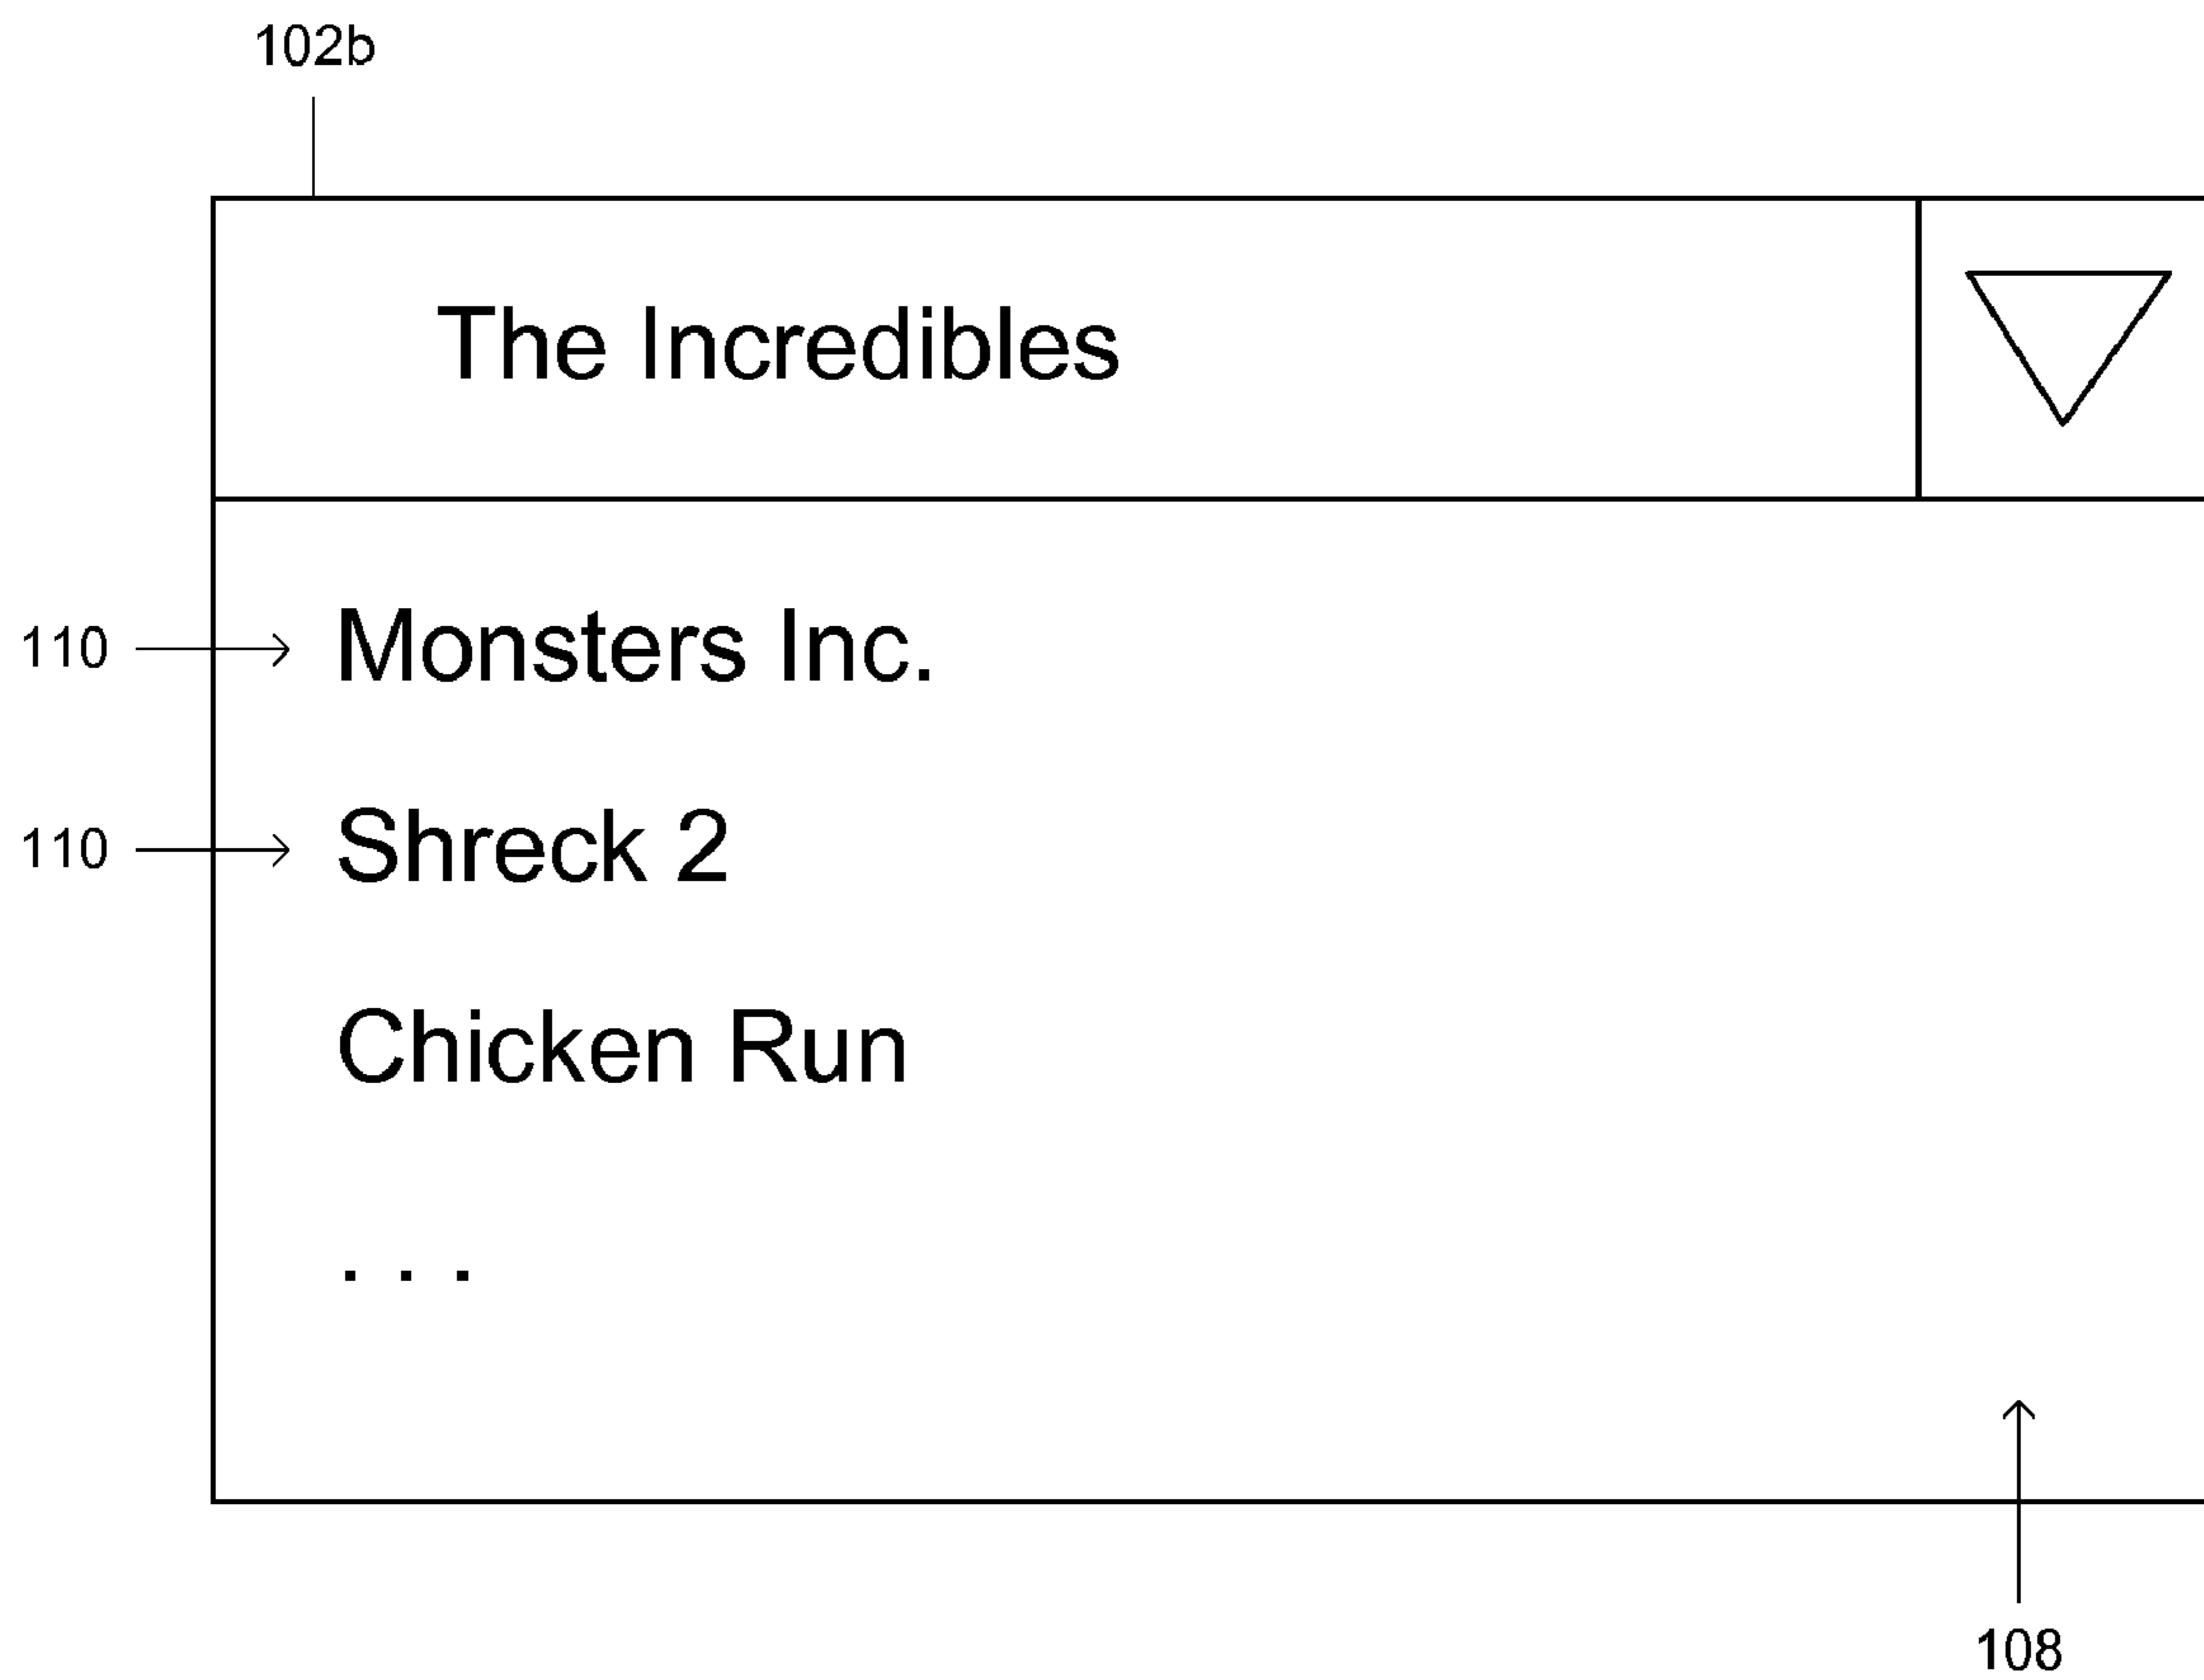 102b
The Incredibles
110 Monsters Inc.
110 Shreck 2
Chicken Run
. . .
108